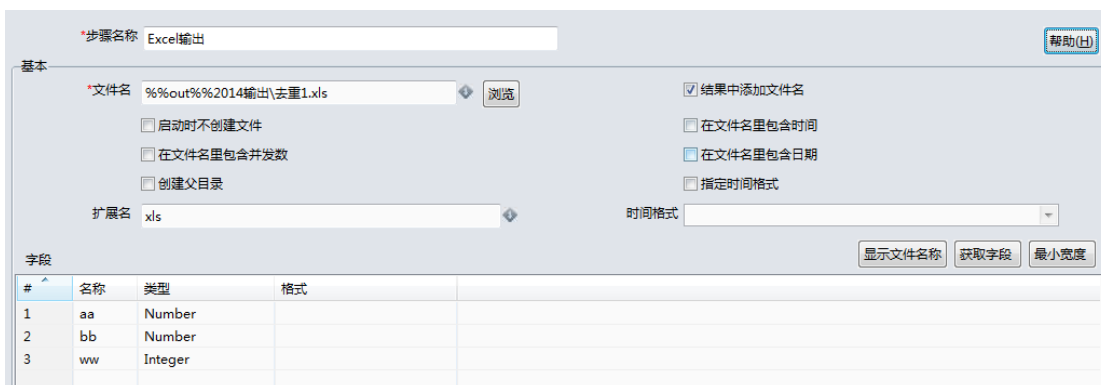 *步骤名称 Excel输出 帮助(H)
基本
*文件名 %%out%%2014输出\去重1.xls 浏览 结果中添加文件名
启动时不创建文件 在文件名里包含时间
在文件名里包含并发数 在文件名里包含日期
创建父目录 指定时间格式
扩展名 xls 时间格式
字段 显示文件名称 获取字段 最小宽度
# 名称 类型 格式
1 aa Number
2 bb Number
3 ww Integer